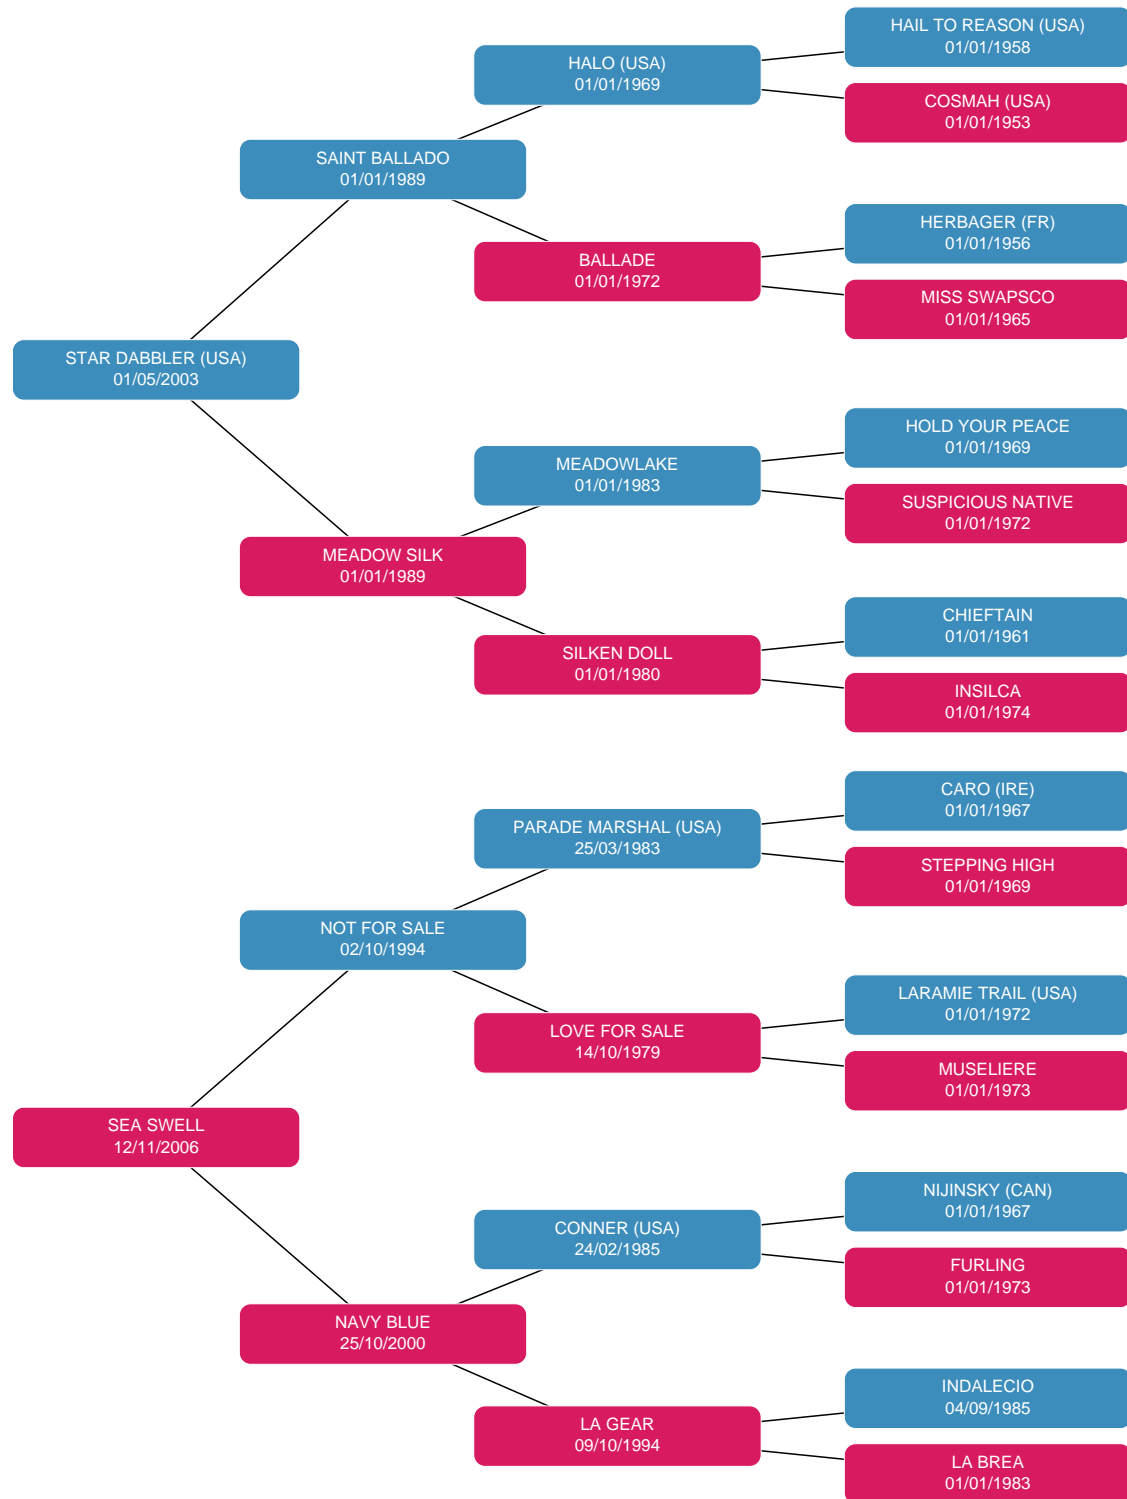 HAIL TO REASON (USA)
01/01/1958
HALO (USA)
01/01/1969
COSMAH (USA)
01/01/1953
SAINT BALLADO
01/01/1989
HERBAGER (FR)
01/01/1956
BALLADE
01/01/1972
MISS SWAPSCO
01/01/1965
STAR DABBLER (USA)
01/05/2003
HOLD YOUR PEACE
01/01/1969
MEADOWLAKE
01/01/1983
SUSPICIOUS NATIVE
01/01/1972
MEADOW SILK
01/01/1989
CHIEFTAIN
01/01/1961
SILKEN DOLL
01/01/1980
INSILCA
01/01/1974
CARO (IRE)
01/01/1967
PARADE MARSHAL (USA)
25/03/1983
STEPPING HIGH
01/01/1969
NOT FOR SALE
02/10/1994
LARAMIE TRAIL (USA)
01/01/1972
LOVE FOR SALE
14/10/1979
MUSELIERE
01/01/1973
SEA SWELL
12/11/2006
NIJINSKY (CAN)
01/01/1967
CONNER (USA)
24/02/1985
FURLING
01/01/1973
NAVY BLUE
25/10/2000
INDALECIO
04/09/1985
LA GEAR
09/10/1994
LA BREA
01/01/1983